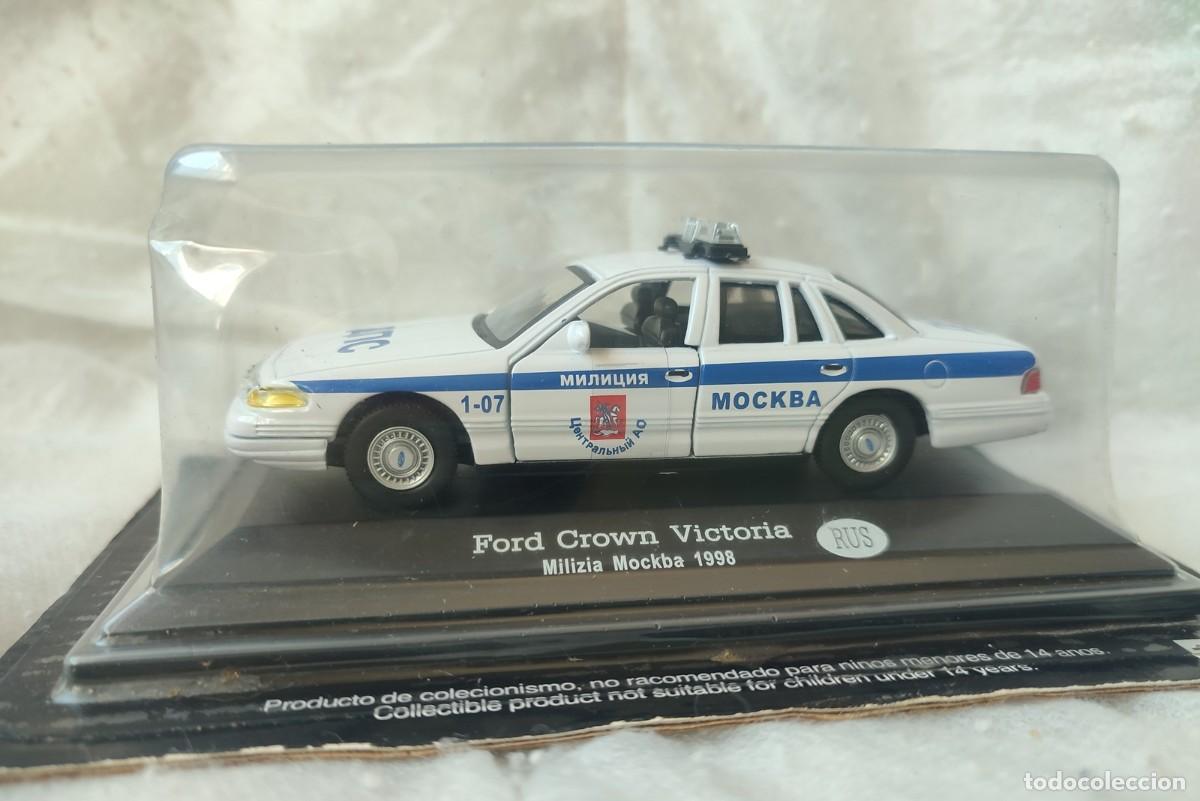 ДПС
МИЛИЦИЯ
1-07
МОСКВА
Центральный АО
Ford Crown Victoria
RUS
Milizia Mockba 1998
Producto de colecionismo, no racomendado para ninos menores de 14 anos.
Collectible product not suitable for children under 14 years.
todocoleccion